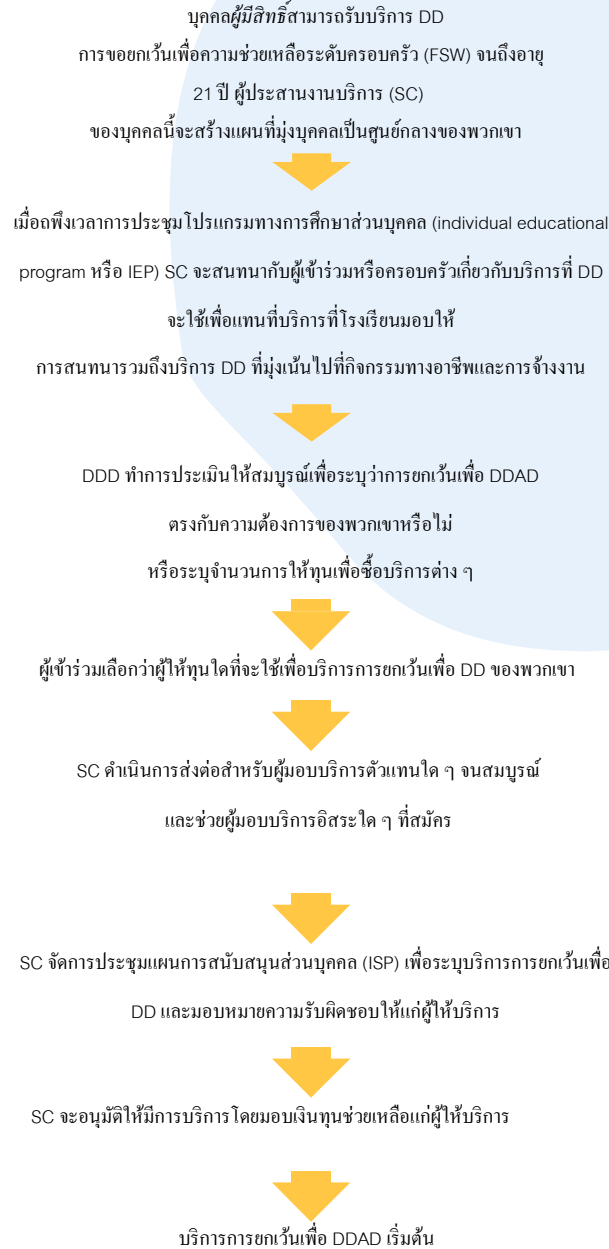 บุคคลผู้มีสิทธิ์สามารถรับบริการ DD
การขอยกเว้นเพื่อความช่วยเหลือระดับครอบครัว (FSW) จนถึงอายุ
21 ปี ผู้ประสานงานบริการ (SC)
ของบุคคลนี้จะสร้างแผนที่มุ่งบุคคลเป็นศูนย์กลางของพวกเขา
เมื่อถพึงเวลาการประชุมโปรแกรมทางการศึกษาส่วนบุคคล (individual educational
program หรือ IEP) SC จะสนทนากับผู้เข้าร่วมหรือครอบครัวเกี่ยวกับบริการที่ DD
จะใช้เพื่อแทนที่บริการที่โรงเรียนมอบให้
การสนทนารวมถึงบริการ DD ที่มุ่งเน้นไปที่กิจกรรมทางอาชีพและการจ้างงาน
DDD ทำการประเมินให้สมบูรณ์เพื่อระบุว่าการยกเว้นเพื่อ DDAD
ตรงกับความต้องการของพวกเขาหรือไม่
หรือระบุจำนวนการให้ทุนเพื่อซื้อบริการต่าง ๆ
ผู้เข้าร่วมเลือกว่าผู้ให้ทุนใดที่จะใช้เพื่อบริการการยกเว้นเพื่อ DD ของพวกเขา
SC ดำเนินการส่งต่อสำหรับผู้มอบบริการตัวแทนใด ๆ จนสมบูรณ์
และช่วยผู้มอบบริการอิสระใด ๆ ที่สมัคร
SC จัดการประชุมแผนการสนับสนุนส่วนบุคคล (ISP) เพื่อระบุบริการการยกเว้นเพื่อ
DD และมอบหมายความรับผิดชอบให้แก่ผู้ให้บริการ
SC จะอนุมัติให้มีการบริการโดยมอบเงินทุนช่วยเหลือแก่ผู้ให้บริการ
บริการการยกเว้นเพื่อ DDAD เริ่มต้น